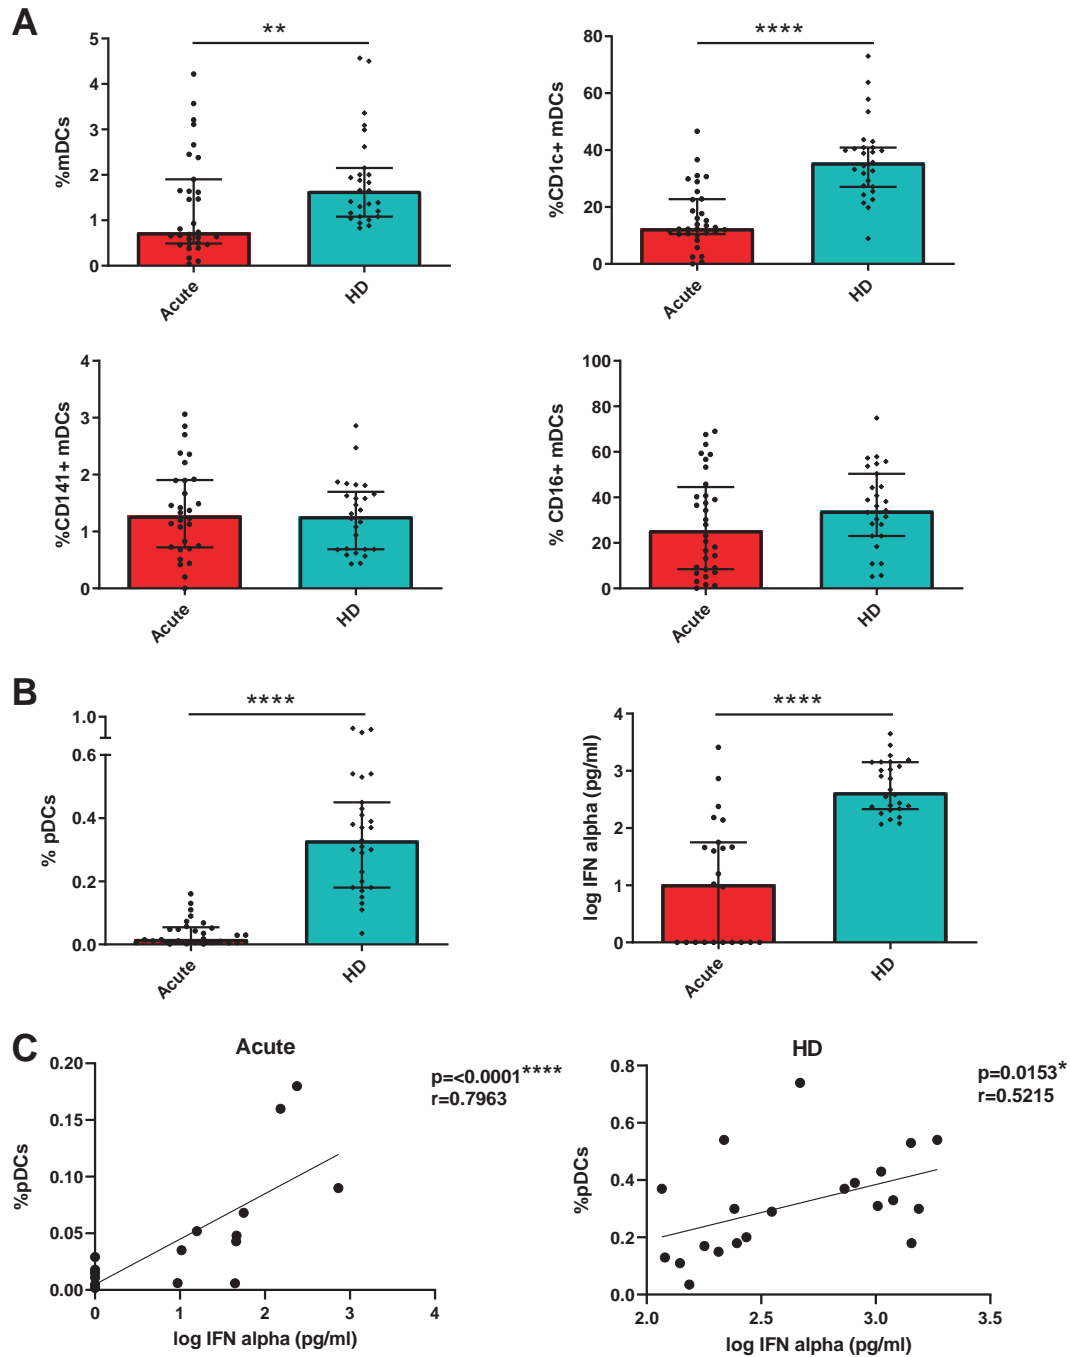 A
**
%mDCs
5
4
3
2
1
0
Acute
HD
****
%CD1c+ mDCs
80
60
40
20
0
Acute
HD
%CD141+ mDCs
4
3
2
1
0
Acute
HD
% CD16+ mDCs
100
80
60
40
20
0
Acute
HD
B
****
% pDCs
1.0
0.6
0.4
0.2
0.0
Acute
HD
****
log IFN alpha (pg/ml)
4
3
2
1
0
Acute
HD
C
Acute
p=<0.0001****
r=0.7963
%pDCs
0.20
0.15
0.10
0.05
0.00
0 1 2 3 4
log IFN alpha (pg/ml)
HD
p=0.0153*
r=0.5215
%pDCs
0.8
0.6
0.4
0.2
0.0
2.0 2.5 3.0 3.5
log IFN alpha (pg/ml)